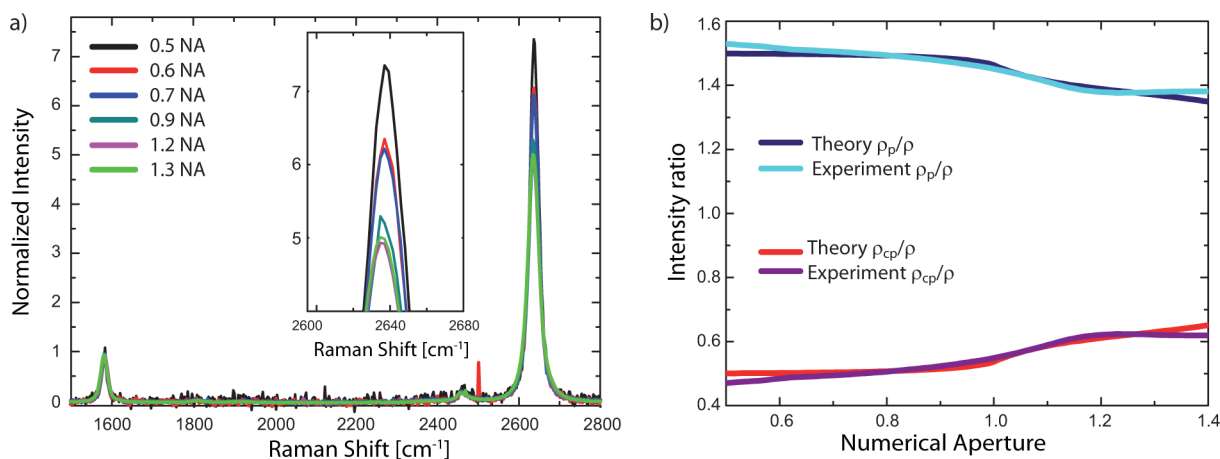 a)
Normalized Intensity
7
6
5
4
3
2
1
0
0.5 NA
0.6 NA
0.7 NA
0.9 NA
1.2 NA
1.3 NA
7
6
5
2600 2640 2680
Raman Shift [cm⁻¹]
1600 1800 2000 2200 2400 2600 2800
Raman Shift [cm⁻¹]
b)
Intensity ratio
1.6
1.4
1.2
1.0
0.8
0.6
0.4
Theory ρp/ρ
Experiment ρp/ρ
Theory ρcp/ρ
Experiment ρcp/ρ
0.6 0.8 1.0 1.2 1.4
Numerical Aperture